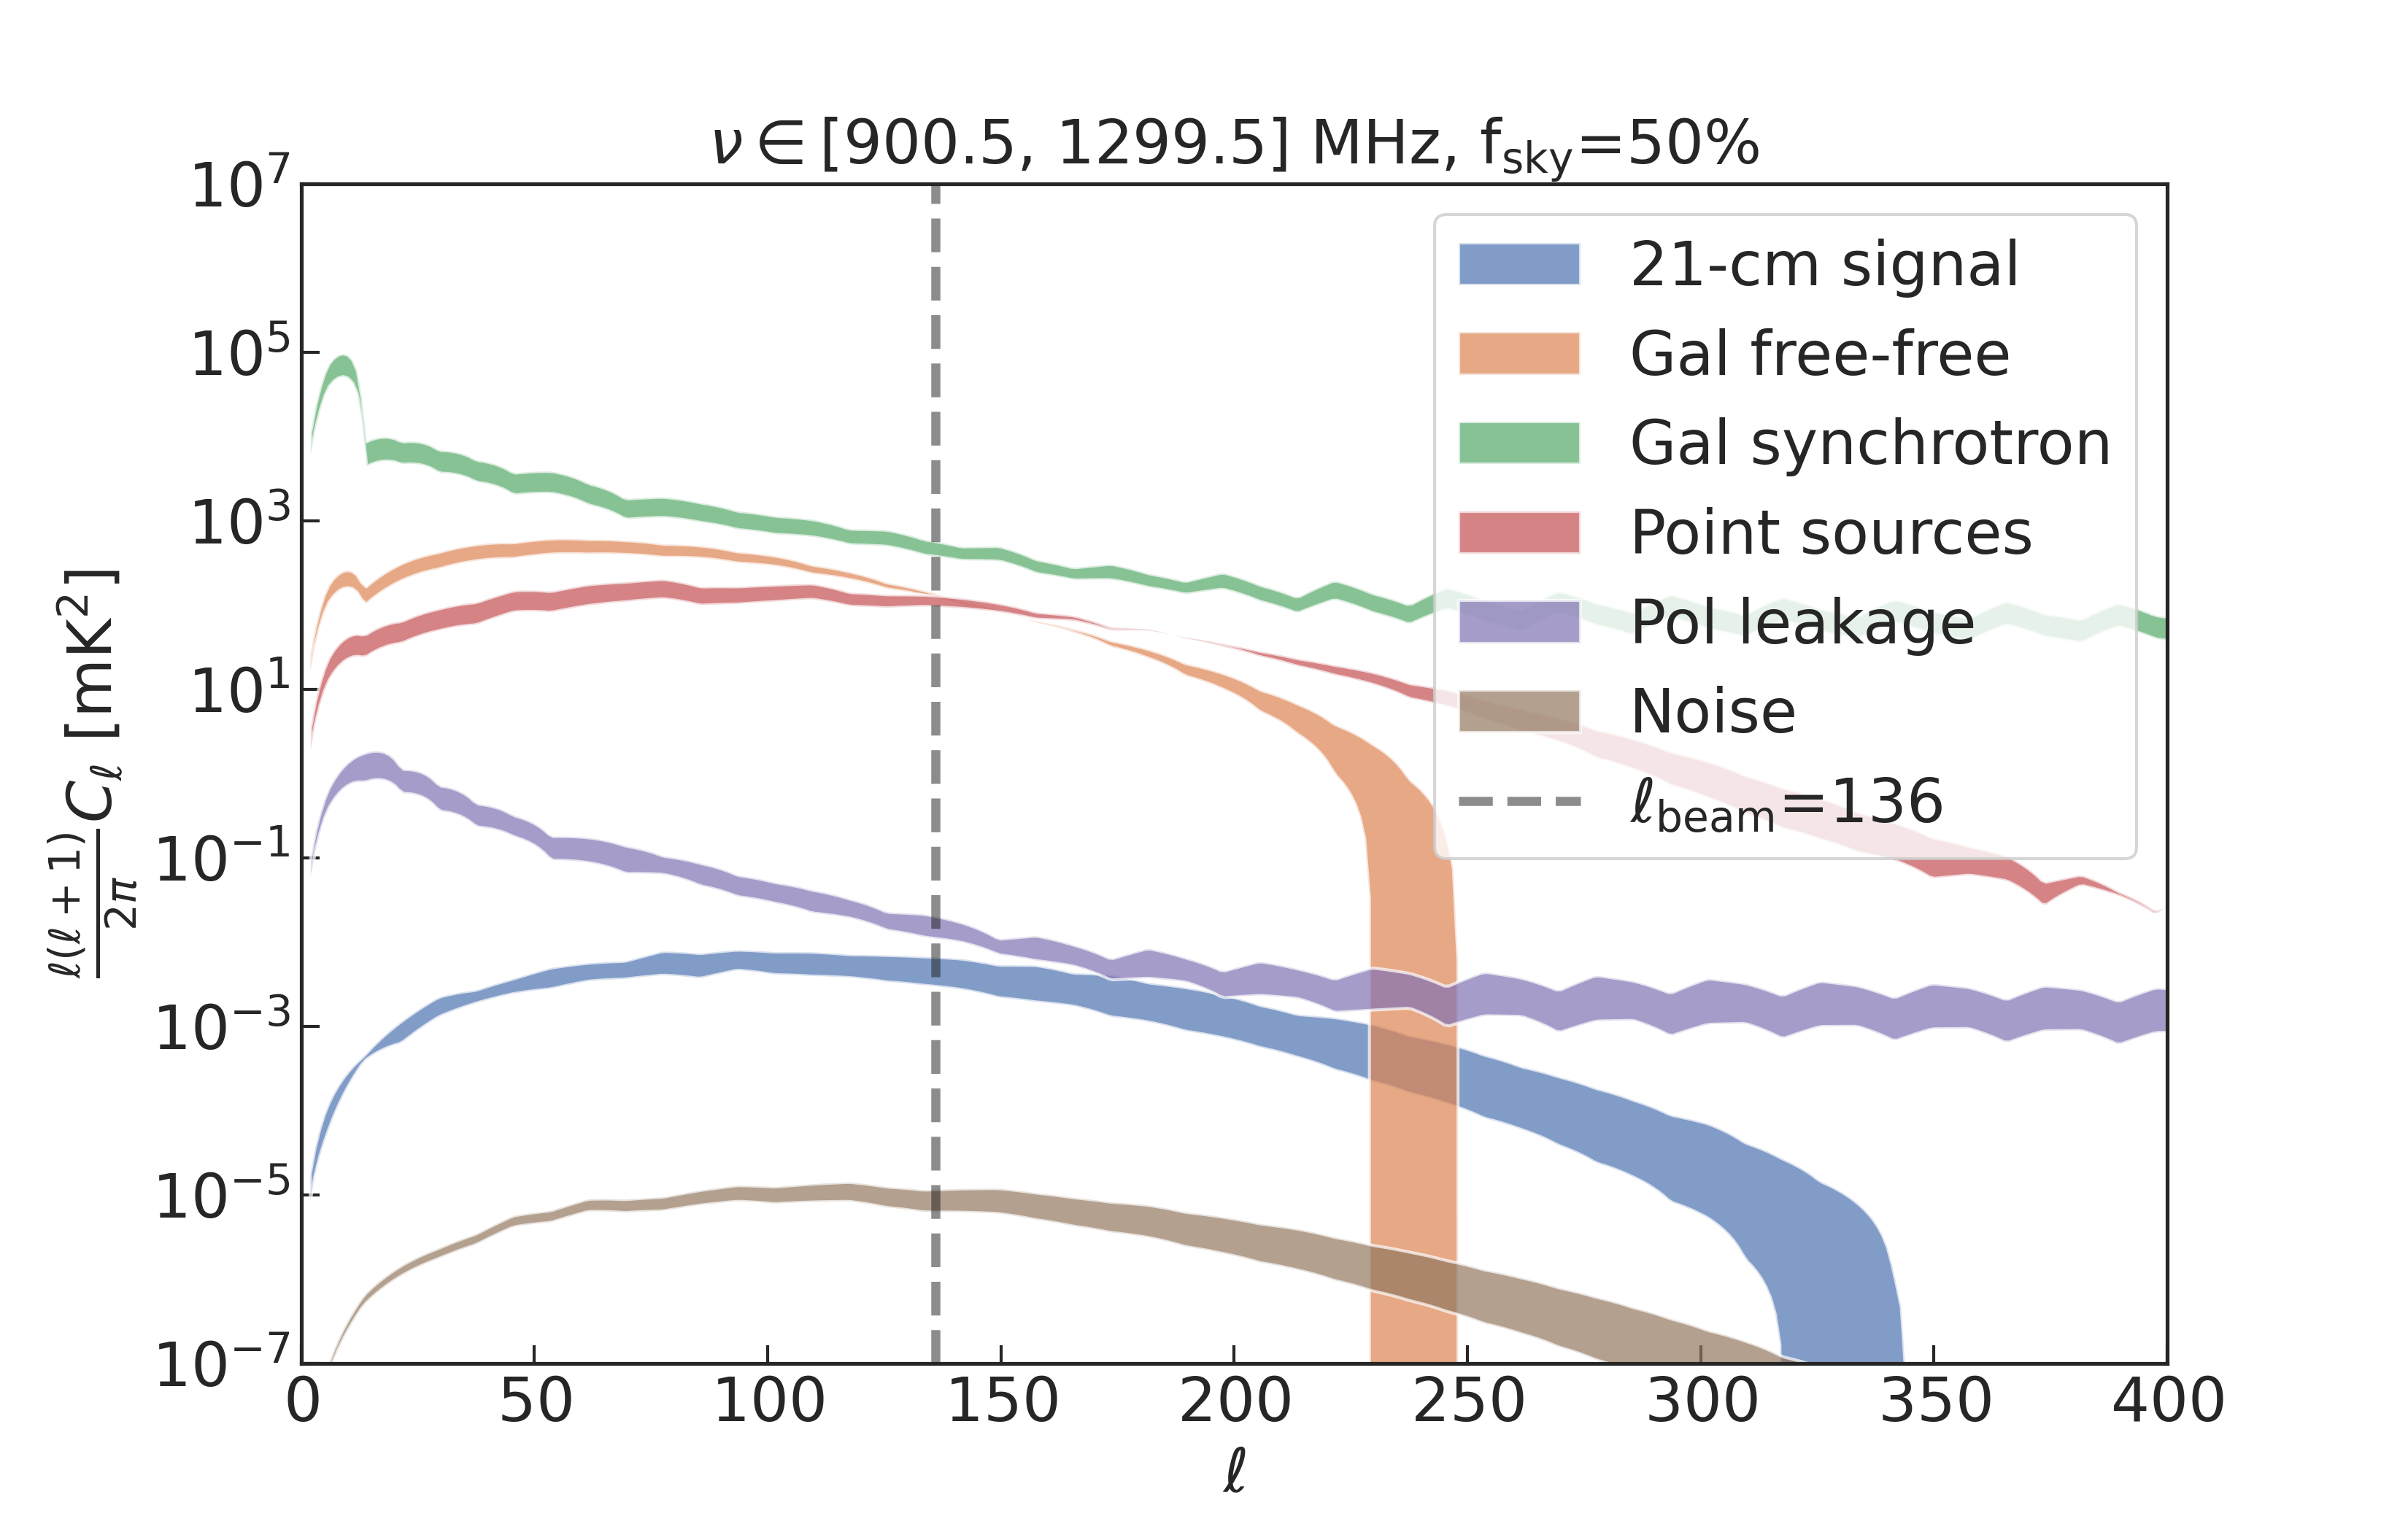 ν ∈ [900.5, 1299.5] MHz, f_sky=50%
10^7
10^5
10^3
10^1
10^−1
10^−3
10^−5
10^−7
ℓ(ℓ + 1)/2π C_ℓ [mK^2]
21-cm signal
Gal free-free
Gal synchrotron
Point sources
Pol leakage
Noise
ℓ_beam=136
0 50 100 150 200 250 300 350 400
ℓ